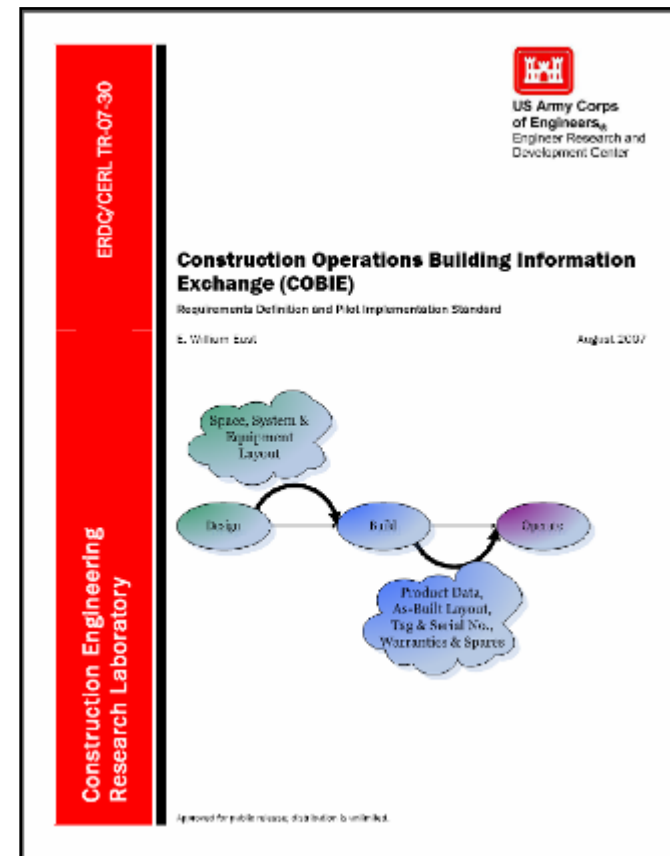 ERDC/CERL TR-07-30
US Army Corps
of Engineers®
Engineer Research and
Development Center
Construction Operations Building Information
Exchange (COBIE)
Requirements Definition and Pilot Implementation Standard
E. William East
August 2007
Space, System &
Equipment
Layout
Design
Build
Operate
Product Data,
As-Built Layout,
Tag & Serial No.,
Warranties & Spares
Construction Engineering
Research Laboratory
Approved for public release; distribution is unlimited.